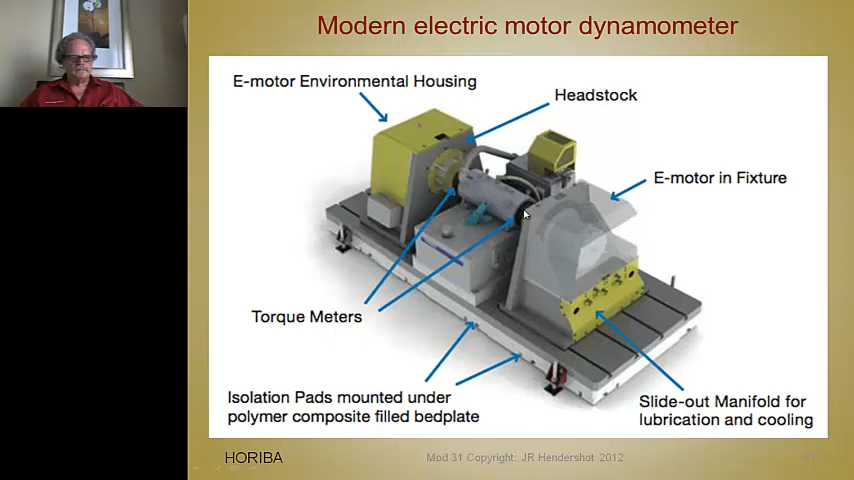 Modern electric motor dynamometer
E-motor Environmental Housing
Headstock
E-motor in Fixture
Torque Meters
Isolation Pads mounted under
polymer composite filled bedplate
Slide-out Manifold for
lubrication and cooling
HORIBA
Mod 31 Copyright: JR Hendershot 2012